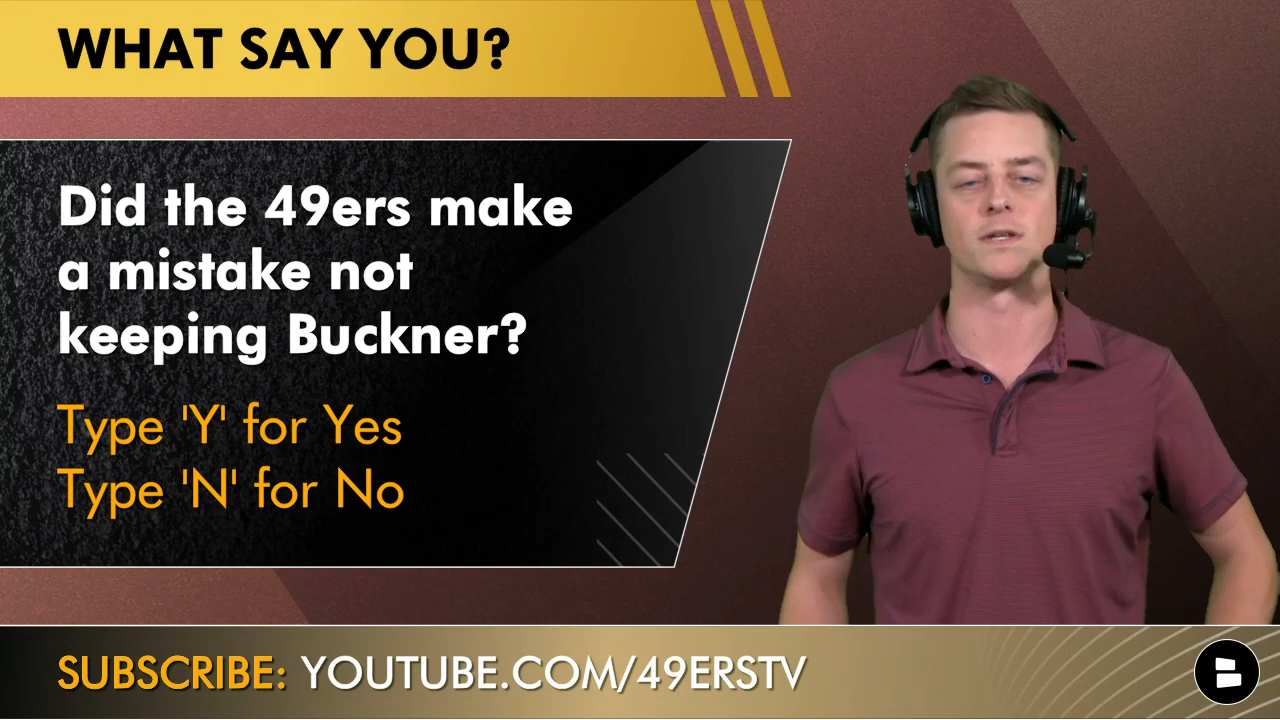 WHAT SAY YOU?
Did the 49ers make
a mistake not
keeping Buckner?
Type 'Y' for Yes
Type 'N' for No
SUBSCRIBE: YOUTUBE.COM/49ERSTV